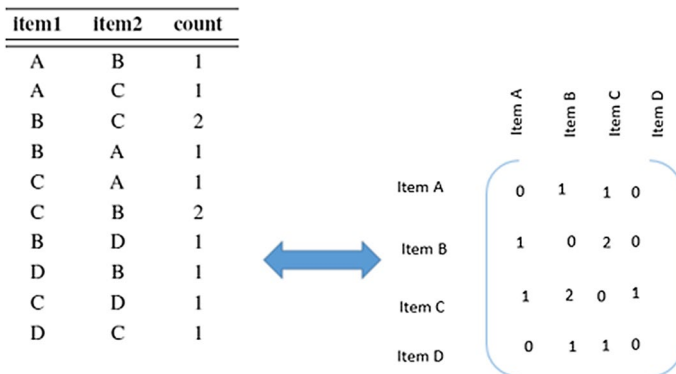 item1 item2 count
A B 1
A C 1
B C 2
B A 1
C A 1
C B 2
B D 1
D B 1
C D 1
D C 1
Item A Item B Item C Item D
Item A 0 1 1 0
Item B 1 0 2 0
Item C 1 2 0 1
Item D 0 1 1 0